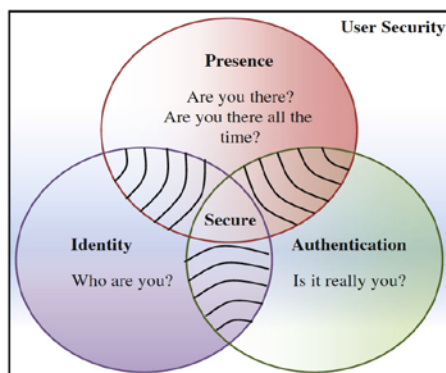 User Security
Presence
Are you there?
Are you there all the
time?
Secure
Identity
Authentication
Who are you?
Is it really you?